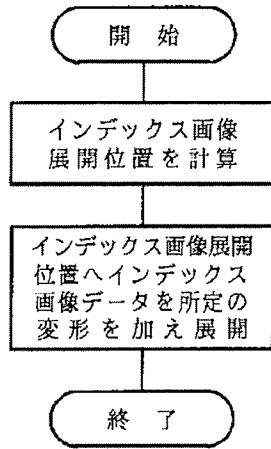 開始
インデックス画像
展開位置を計算
インデックス画像展開
位置へインデックス
画像データを所定の
変形を加え展開
終了